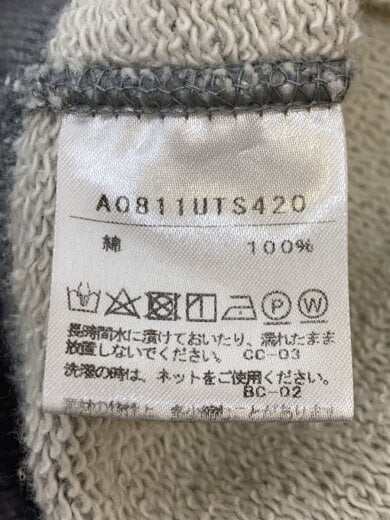 A0811UTS420
綿 100%
P W
長時間水に漬けておいたり、濡れたまま
放置しないでください。 CC-03
洗濯の時は、ネットをご使用ください。
BC-02